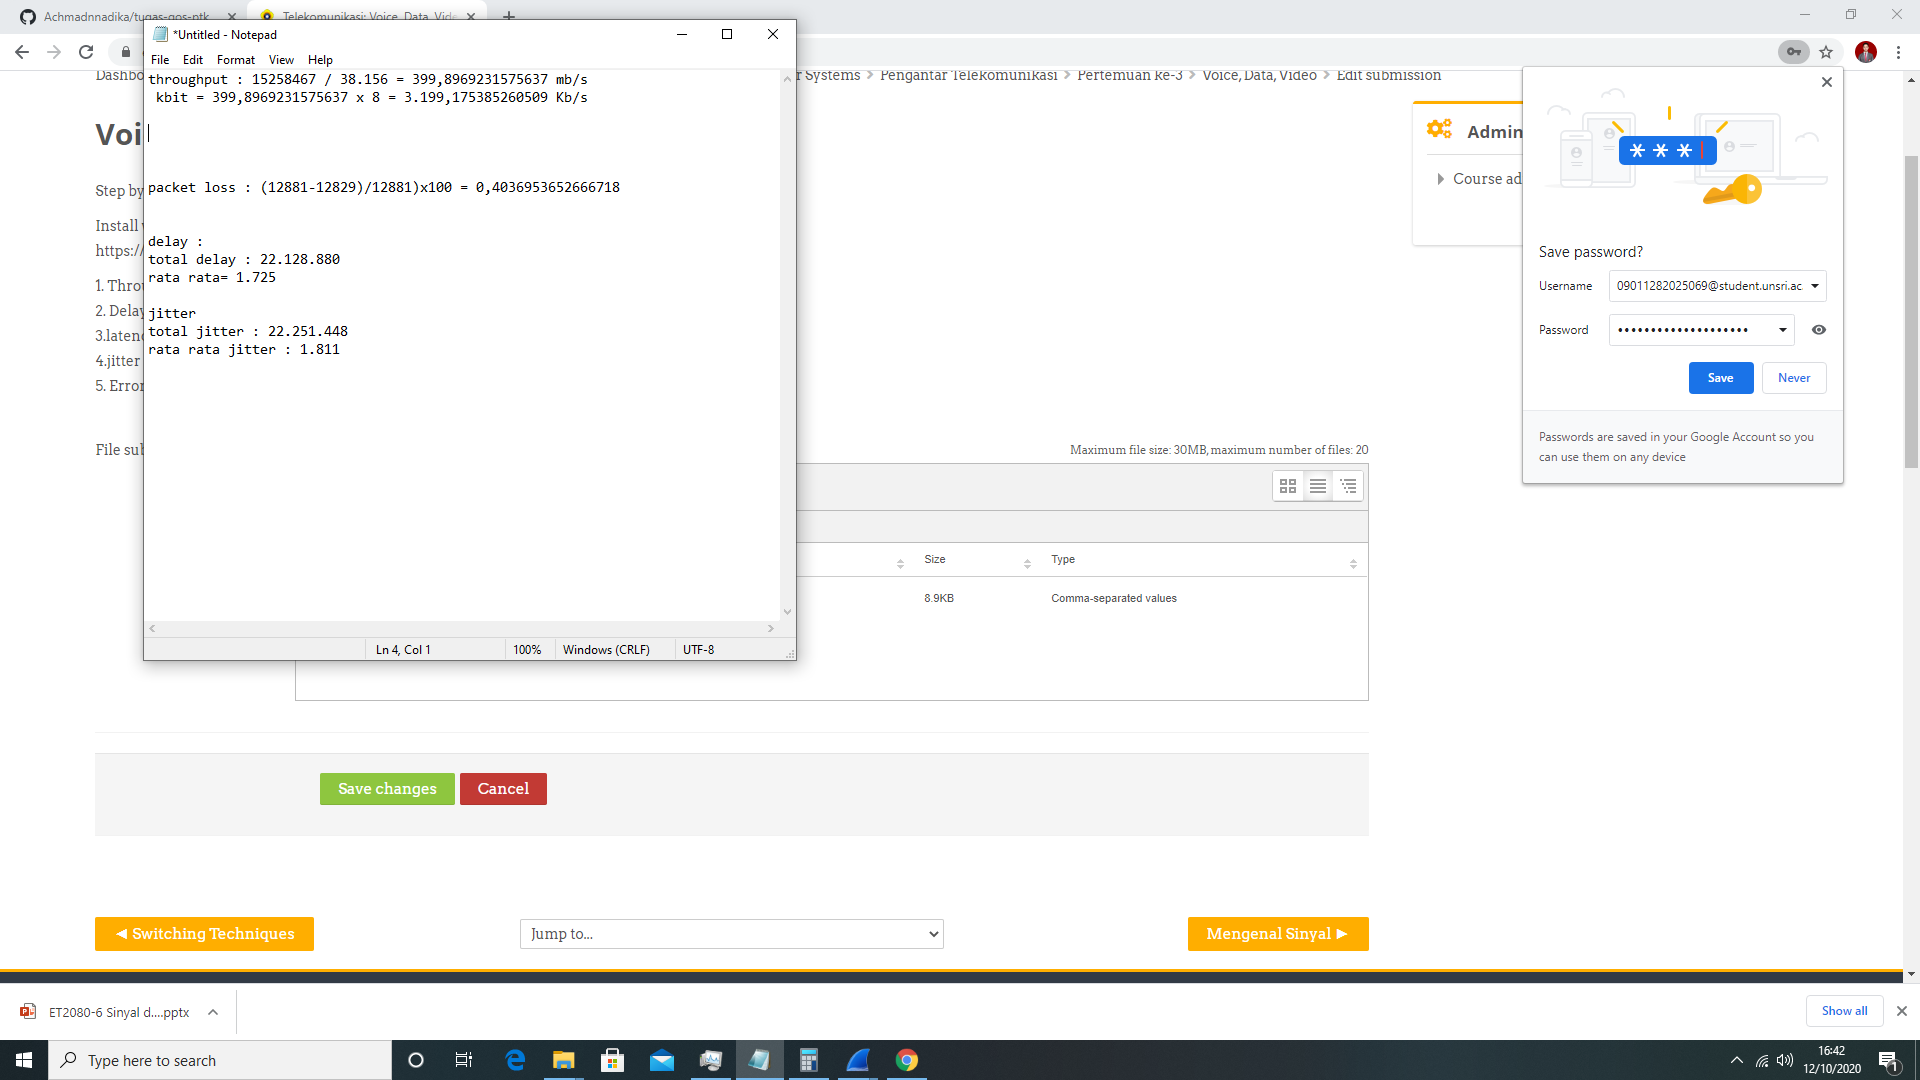 Achmadnnadika/tugas-qos-ptk
Telekomunikasi: Voice, Data, Vide
*Untitled - Notepad
File Edit Format View Help
throughput : 15258467 / 38.156 = 399,8969231575637 mb/s
kbit = 399,8969231575637 x 8 = 3.199,175385260509 Kb/s
packet loss : (12881-12829)/12881)x100 = 0,4036953652666718
delay :
total delay : 22.128.880
rata rata= 1.725
jitter
total jitter : 22.251.448
rata rata jitter : 1.811
Ln 4, Col 1 100% Windows (CRLF) UTF-8
Dashbo r Systems Pengantar Telekomunikasi Pertemuan ke-3 Voice, Data, Video Edit submission
Voi
Step by
Install
https:/
1. Throu
2. Delay
3.laten
4.jitter
5. Error
File sub
Admin
Course ad
Maximum file size: 30MB, maximum number of files: 20
Size Type
8.9KB Comma-separated values
Save changes Cancel
◄ Switching Techniques
Jump to...
Mengenal Sinyal ►
***
Save password?
Username 09011282025069@student.unsri.ac
Password ••••••••••••••••••••
Save Never
Passwords are saved in your Google Account so you
can use them on any device
ET2080-6 Sinyal d....pptx
Show all
Type here to search
16:42
12/10/2020
1